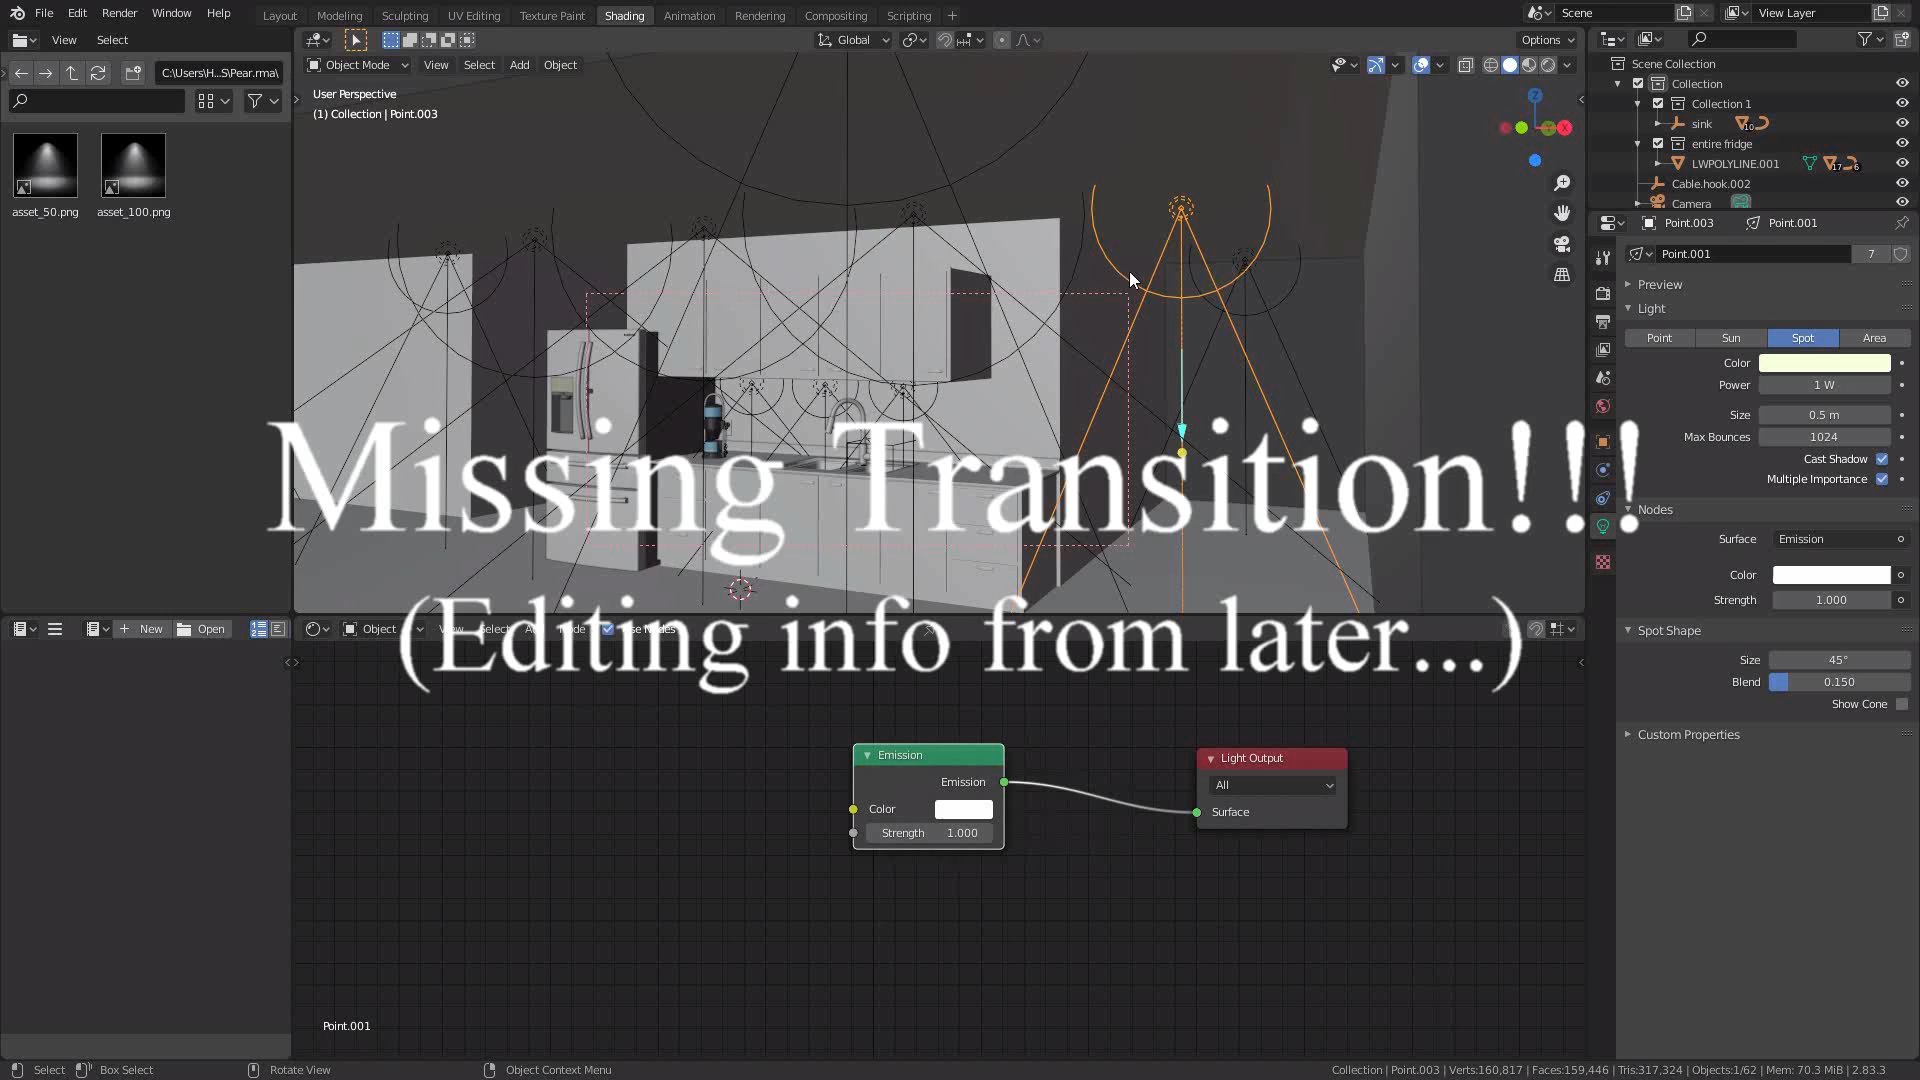 File Edit Render Window Help
Layout Modeling Sculpting UV Editing Texture Paint Shading Animation Rendering Compositing Scripting +
Scene
View Layer
View Select
Global
Options
C:\Users\H...S\Pear.rma\
Object Mode View Select Add Object
User Perspective
(1) Collection | Point.003
asset_50.png
asset_100.png
Z
X
Scene Collection
Collection
Collection 1
sink
10
entire fridge
LWPOLYLINE.001
17
6
Cable.hook.002
Camera
Point.003
Point.001
Point.001
7
Preview
Light
Point Sun Spot Area
Color
Power 1 W
Size 0.5 m
Max Bounces 1024
Cast Shadow
Multiple Importance
Nodes
Surface Emission
Color
Strength 1.000
Spot Shape
Size 45°
Blend 0.150
Show Cone
Custom Properties
Missing Transition!!!
(Editing info from later...)
New
Open
Object
Emission
Emission
Color
Strength 1.000
Light Output
All
Surface
Point.001
Select Box Select Rotate View Object Context Menu
Collection | Point.003 | Verts:160,817 | Faces:159,446 | Tris:317,324 | Objects:1/62 | Mem: 70.3 MiB | 2.83.3